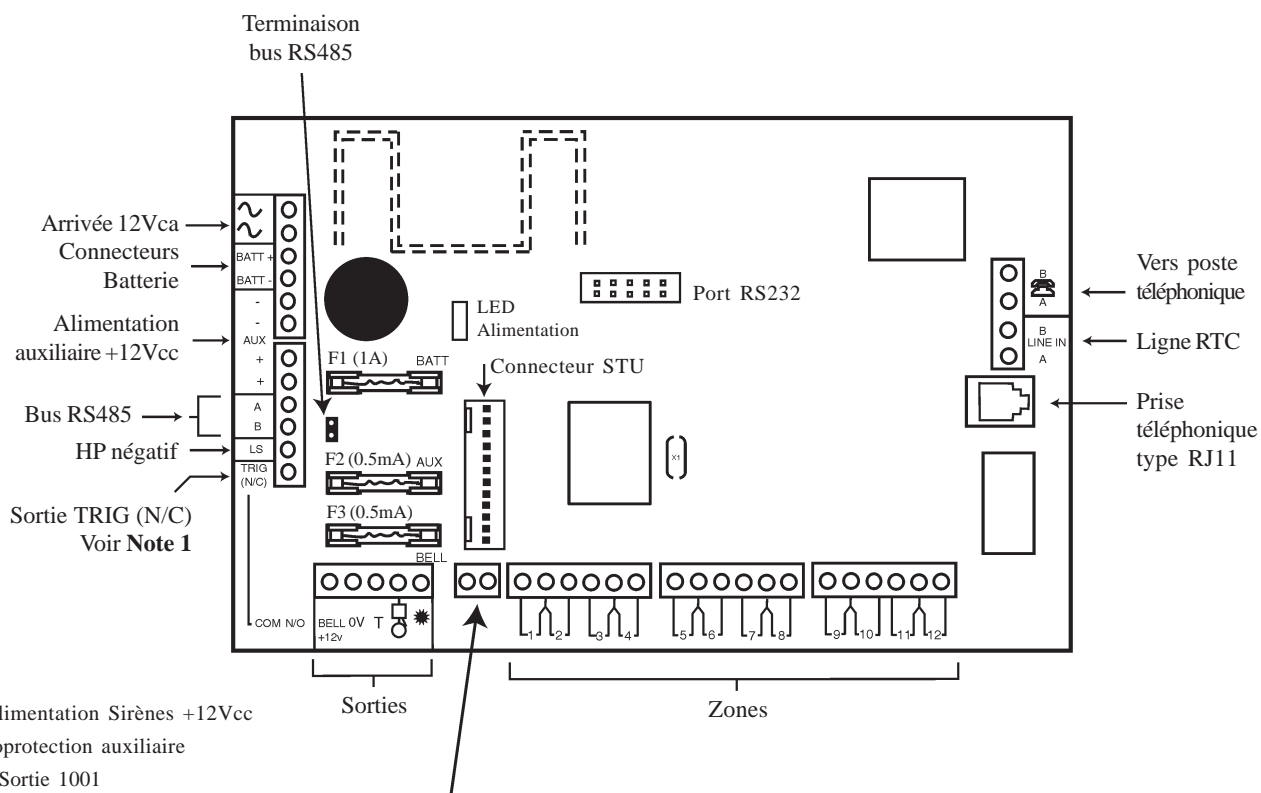 Terminaison
bus RS485
Arrivée 12Vca
Connecteurs
Batterie
Alimentation
auxiliaire +12Vcc
Bus RS485
HP négatif
Sortie TRIG (N/C)
Voir Note 1
BATT +
BATT -
-
-
AUX
+
+
A
B
LS
TRIG
(N/C)
COM N/O
F1 (1A)
BATT
F2 (0.5mA)
AUX
F3 (0.5mA)
BELL
LED
Alimentation
Connecteur STU
Port RS232
X1
B
A
B
LINE IN
A
Vers poste
téléphonique
Ligne RTC
Prise
téléphonique
type RJ11
BELL 0V T
+12v
1 2 3 4 5 6 7 8 9 10 11 12
Sorties
Zones
limentation Sirènes +12Vcc
oprotection auxiliaire
Sortie 1001